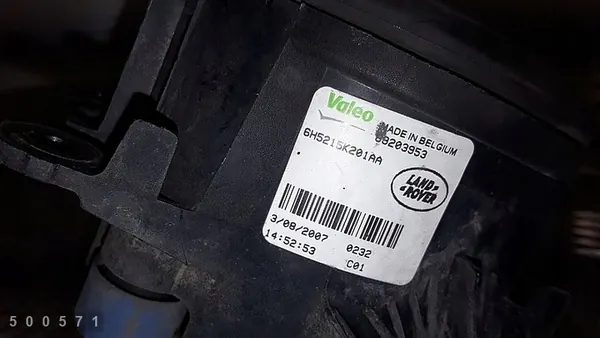 Valeo
MADE IN BELGIUM
89203953
6H5215K201AA
LAND
ROVER
3/08/2007 0232
14:52:53 C01
500571